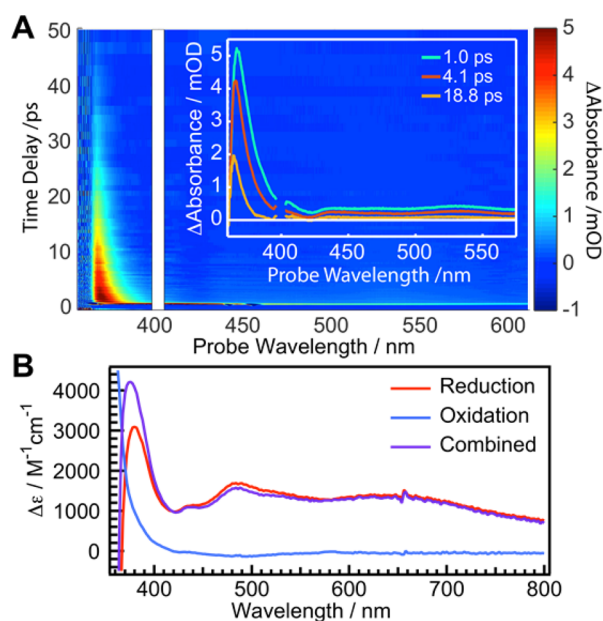 A
50
40
30
20
10
0
Time Delay /ps
400
450
500
550
600
Probe Wavelength / nm
5
4
3
2
1
0
-1
ΔAbsorbance /mOD
5
4
3
2
1
0
ΔAbsorbance / mOD
1.0 ps
4.1 ps
18.8 ps
400
450
500
550
Probe Wavelength /nm
B
4000
3000
2000
1000
0
Δε / M⁻¹cm⁻¹
Reduction
Oxidation
Combined
400
500
600
700
800
Wavelength / nm